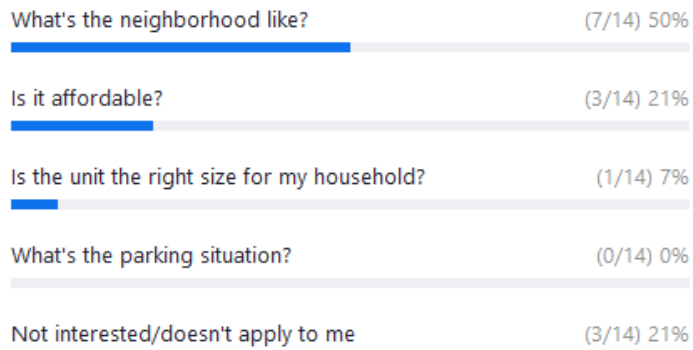 What's the neighborhood like? (7/14) 50%
Is it affordable? (3/14) 21%
Is the unit the right size for my household? (1/14) 7%
What's the parking situation? (0/14) 0%
Not interested/doesn't apply to me (3/14) 21%